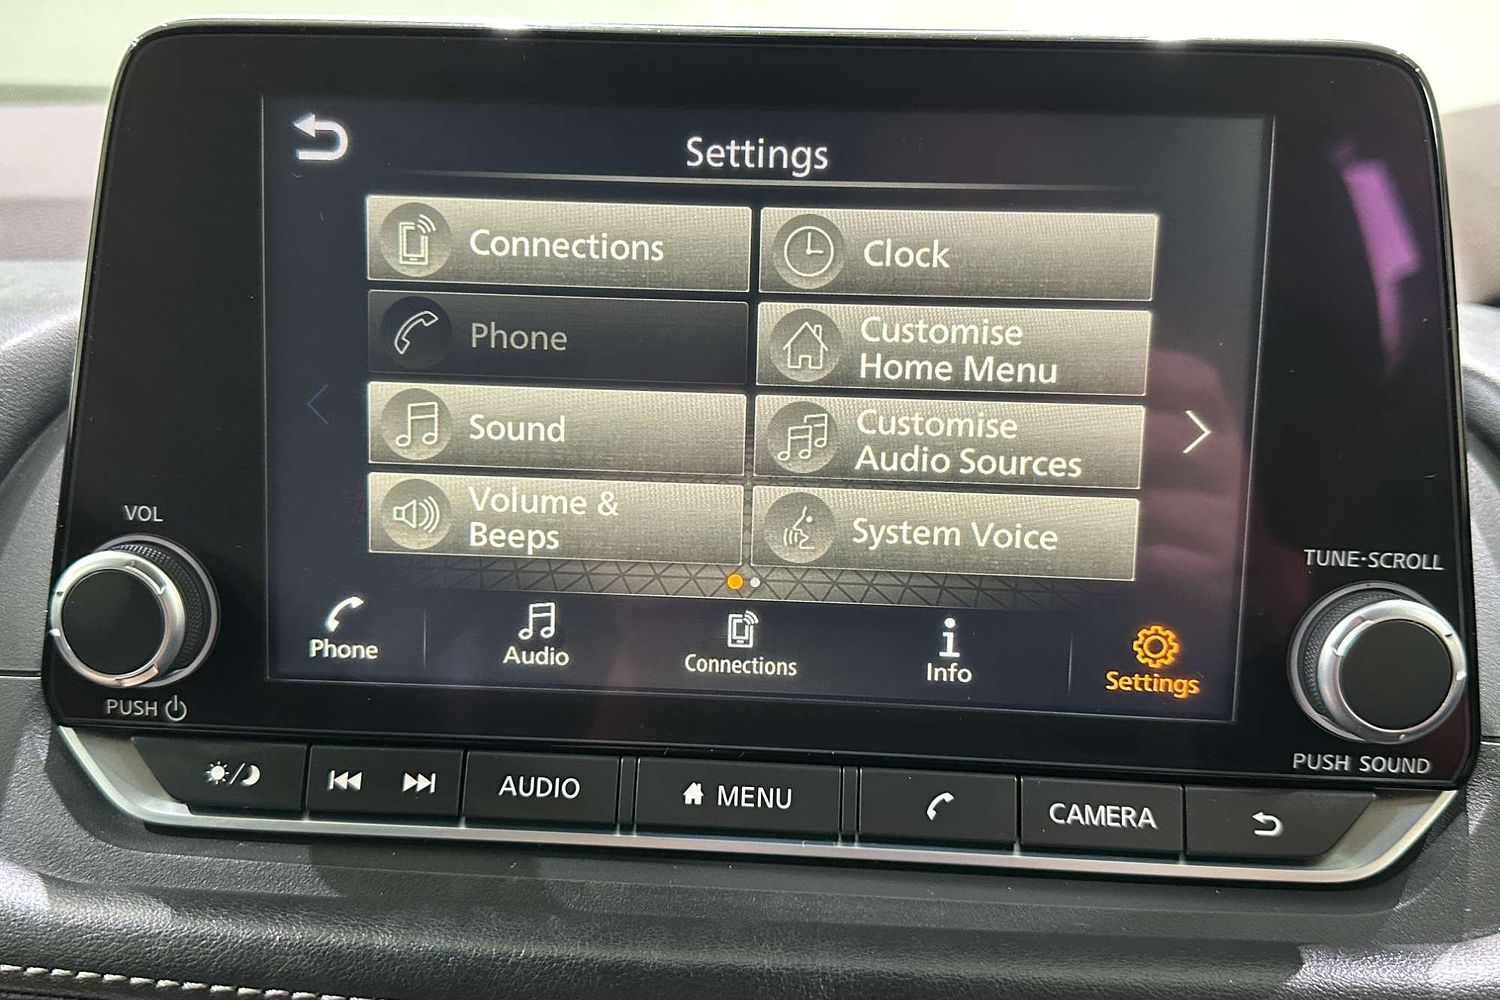 Settings
Connections
Clock
Phone
Customise
Home Menu
Sound
Customise
Audio Sources
Volume &
Beeps
System Voice
VOL
TUNE·SCROLL
Phone
Audio
Connections
Info
Settings
PUSH
PUSH SOUND
AUDIO
MENU
CAMERA